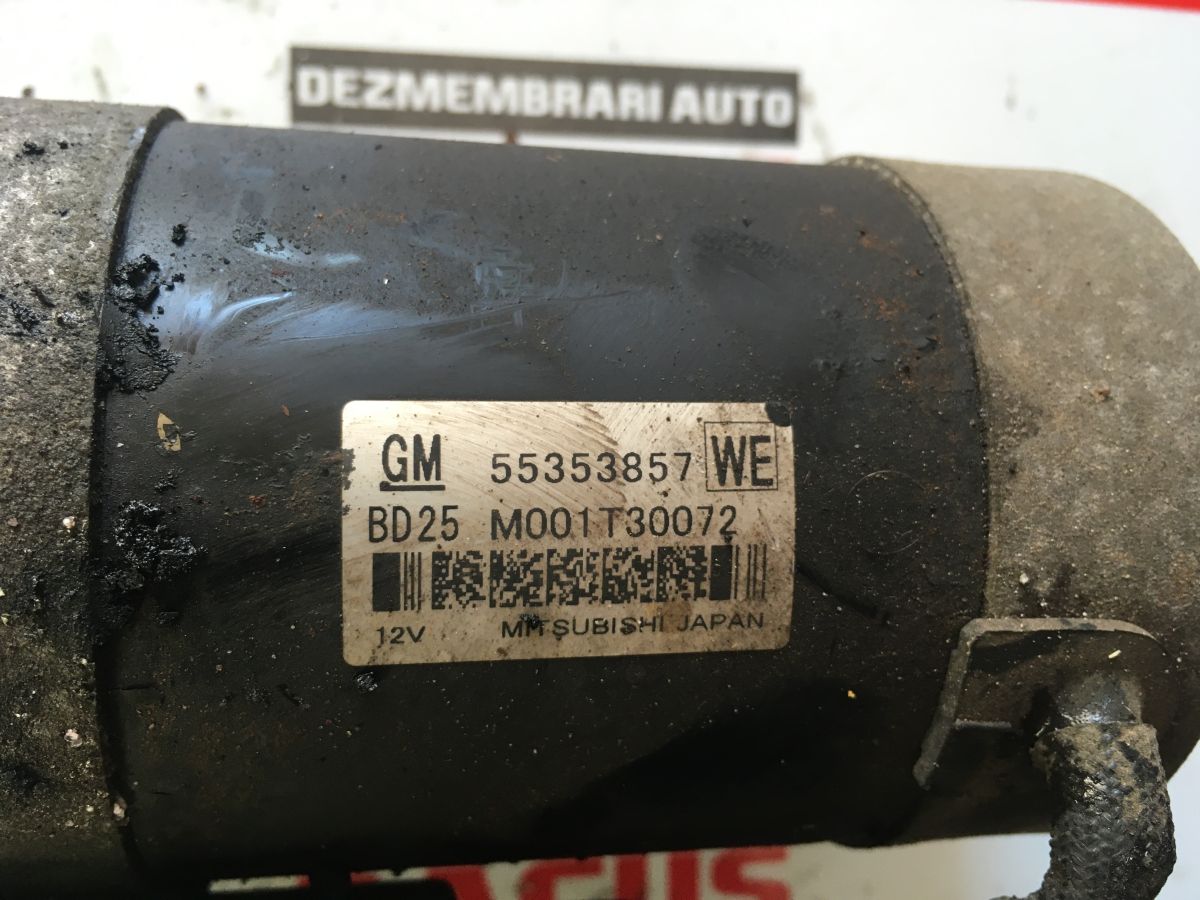 DEZMEMBRARI AUTO
GM 55353857 WE
BD25 M001T30072
12V MITSUBISHI JAPAN